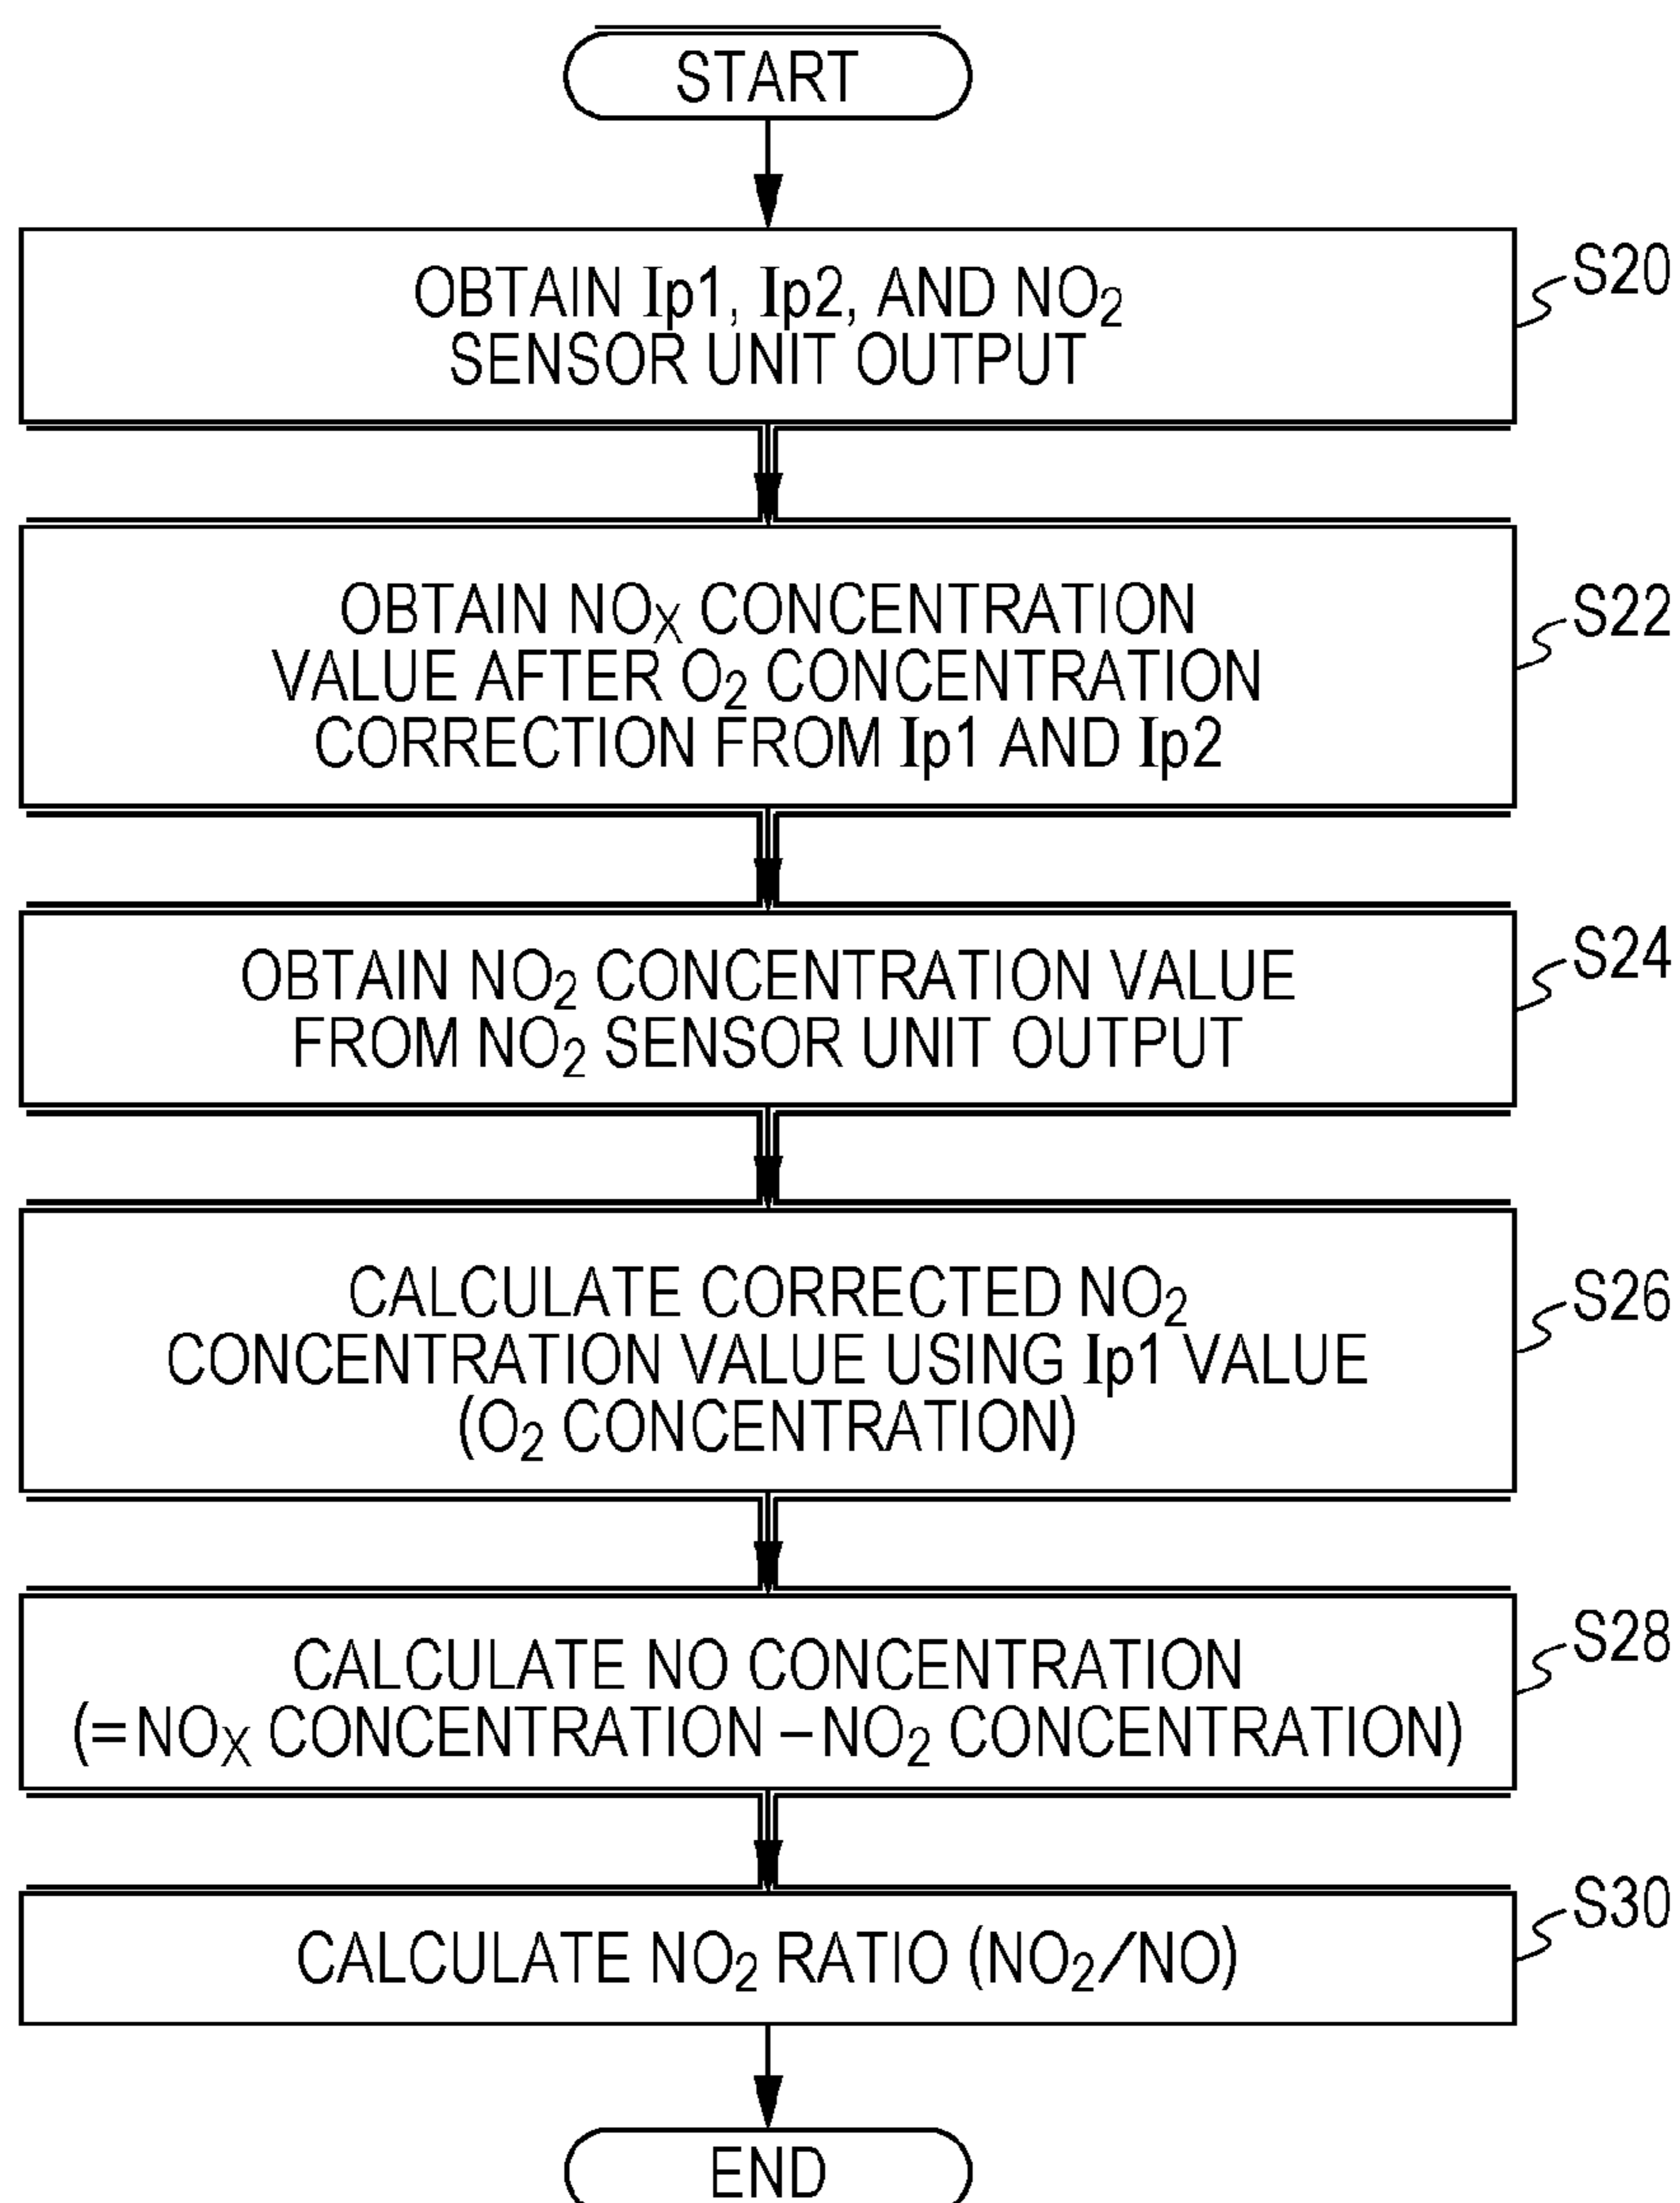 START
OBTAIN Ip1, Ip2, AND NO₂
SENSOR UNIT OUTPUT
S20
OBTAIN NOX CONCENTRATION
VALUE AFTER O₂ CONCENTRATION
CORRECTION FROM Ip1 AND Ip2
S22
OBTAIN NO₂ CONCENTRATION VALUE
FROM NO₂ SENSOR UNIT OUTPUT
S24
CALCULATE CORRECTED NO₂
CONCENTRATION VALUE USING Ip1 VALUE
(O₂ CONCENTRATION)
S26
CALCULATE NO CONCENTRATION
(=NOX CONCENTRATION –NO₂ CONCENTRATION)
S28
CALCULATE NO₂ RATIO (NO₂/NO)
S30
END